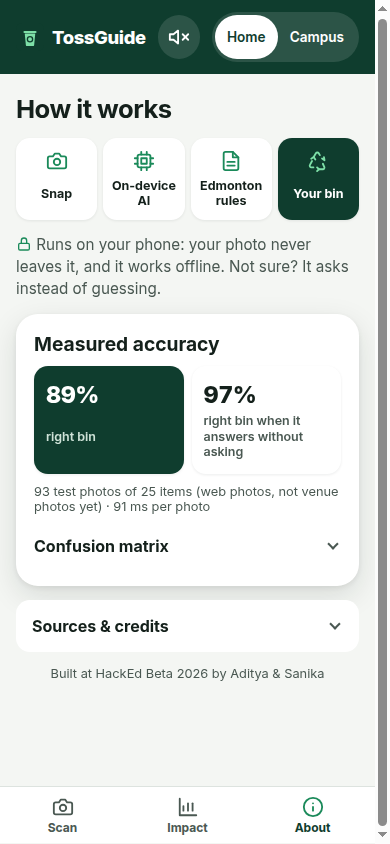 TossGuide
Home
Campus
How it works
Snap
On-device
AI
Edmonton
rules
Your bin
Runs on your phone: your photo never
leaves it, and it works offline. Not sure? It asks
instead of guessing.
Measured accuracy
89%
right bin
97%
right bin when it
answers without
asking
93 test photos of 25 items (web photos, not venue
photos yet) · 91 ms per photo
Confusion matrix
Sources & credits
Built at HackEd Beta 2026 by Aditya & Sanika
Scan
Impact
About